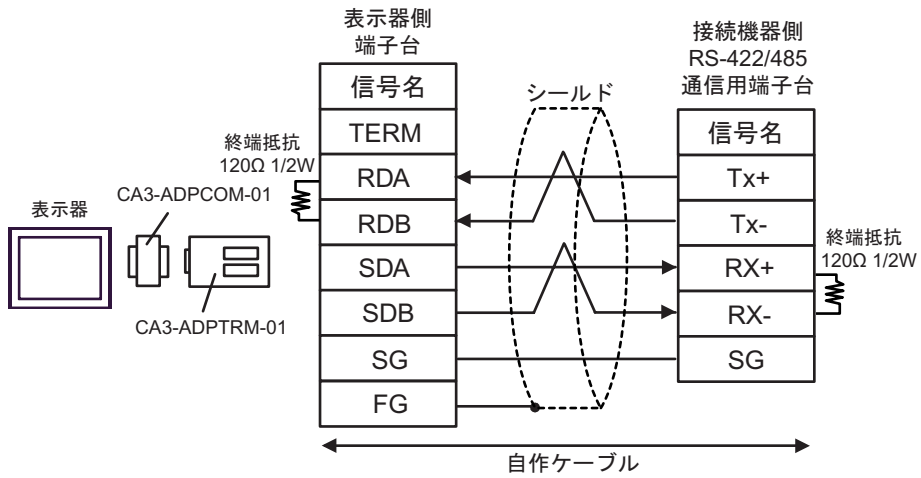 表示器側
端子台
接続機器側
RS-422/485
通信用端子台
信号名
シールド
信号名
TERM
終端抵抗
120Ω 1/2W
RDA
Tx+
表示器
CA3-ADPCOM-01
RDB
Tx-
終端抵抗
120Ω 1/2W
SDA
RX+
CA3-ADPTRM-01
SDB
RX-
SG
SG
FG
自作ケーブル